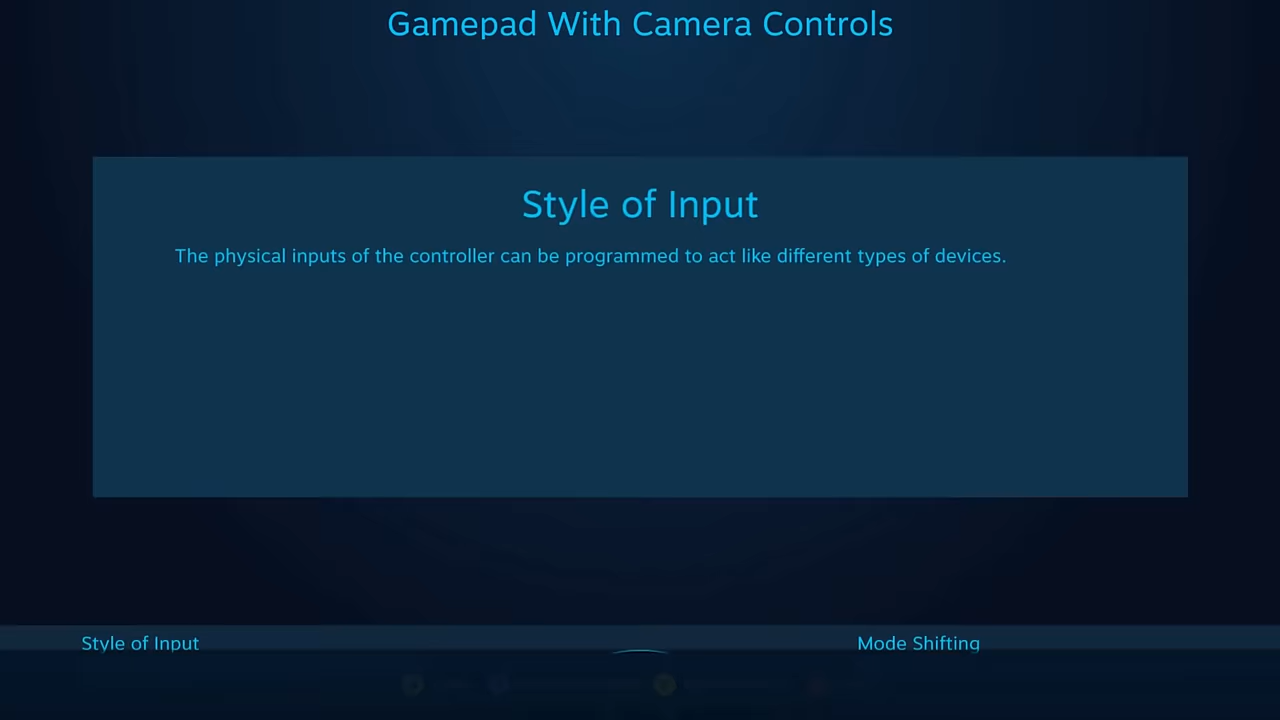 Gamepad With Camera Controls
Style of Input
The physical inputs of the controller can be programmed to act like different types of devices.
Style of Input
Mode Shifting